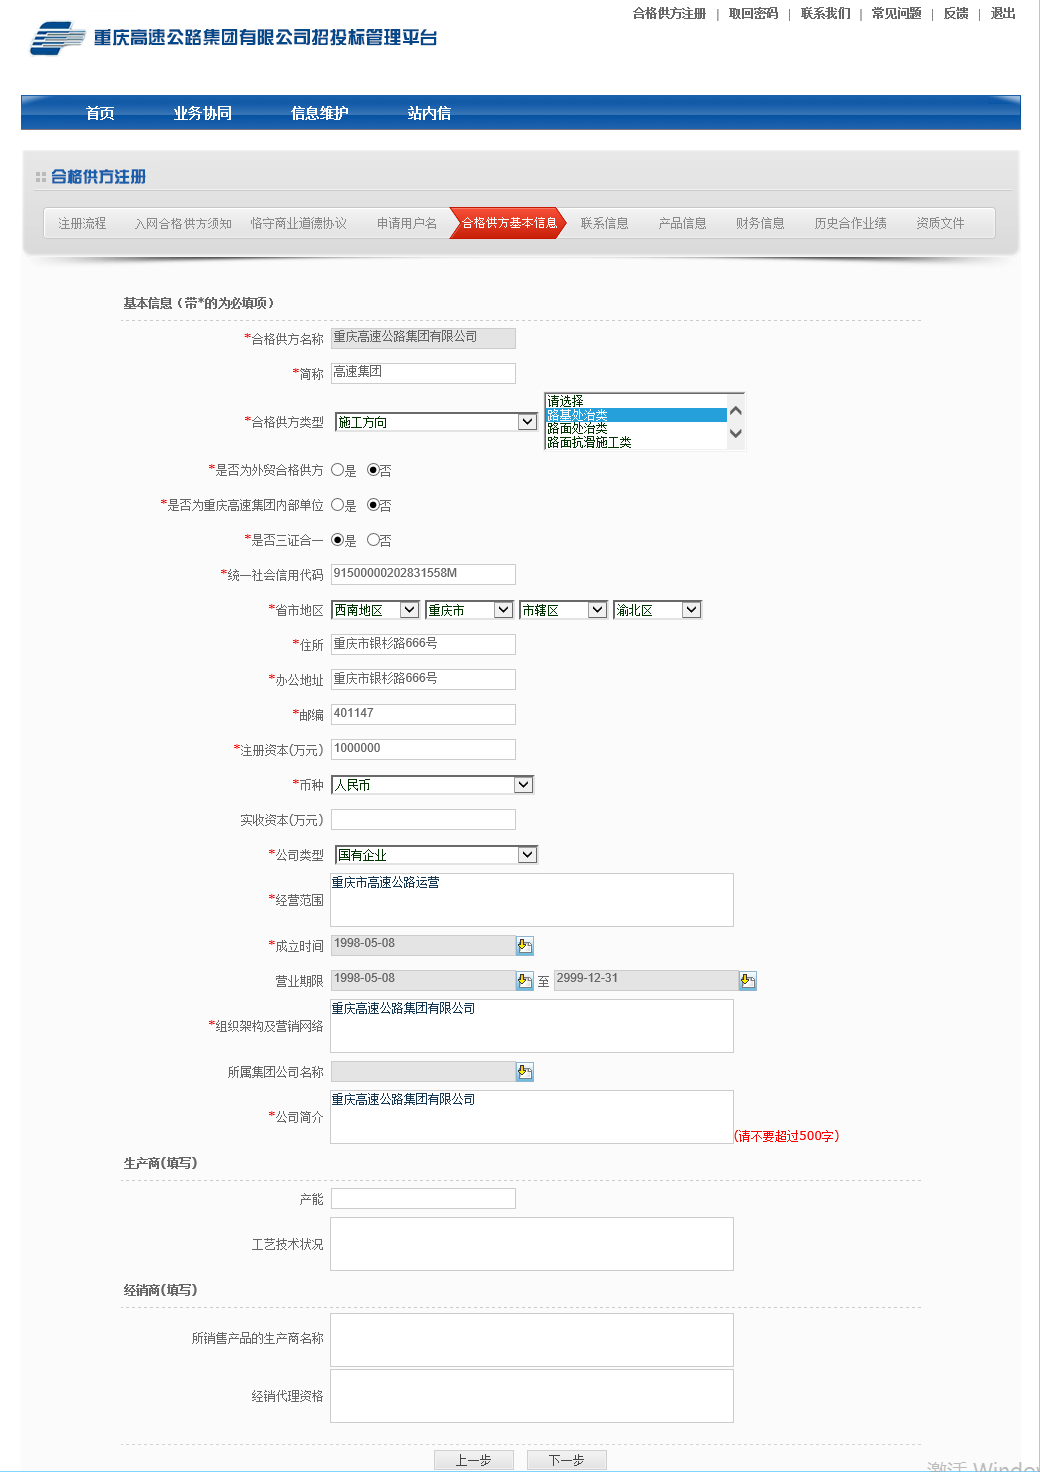 合格供方注册 | 取回密码 | 联系我们 | 常见问题 | 反馈 | 退出
重庆高速公路集团有限公司招投标管理平台
首页 业务协同 信息维护 站内信
合格供方注册
注册流程 入网合格供方须知 恪守商业道德协议 申请用户名 合格供方基本信息 联系信息 产品信息 财务信息 历史合作业绩 资质文件
基本信息（带*的为必填项）
*合格供方名称 重庆高速公路集团有限公司
*简称 高速集团
请选择
*合格供方类型 施工方向 路基处治类
路面处治类
路面抗滑施工类
*是否为外贸合格供方 是 否
*是否为重庆高速集团内部单位 是 否
*是否三证合一 是 否
*统一社会信用代码 91500000202831558M
*省市地区 西南地区 重庆市 市辖区 渝北区
*住所 重庆市银杉路666号
*办公地址 重庆市银杉路666号
*邮编 401147
*注册资本(万元) 1000000
*币种 人民币
实收资本(万元)
*公司类型 国有企业
*经营范围 重庆市高速公路运营
*成立时间 1998-05-08
营业期限 1998-05-08 至 2999-12-31
*组织架构及营销网络 重庆高速公路集团有限公司
所属集团公司名称
*公司简介 重庆高速公路集团有限公司
(请不要超过500字)
生产商(填写)
产能
工艺技术状况
经销商(填写)
所销售产品的生产商名称
经销代理资格
上一步 下一步